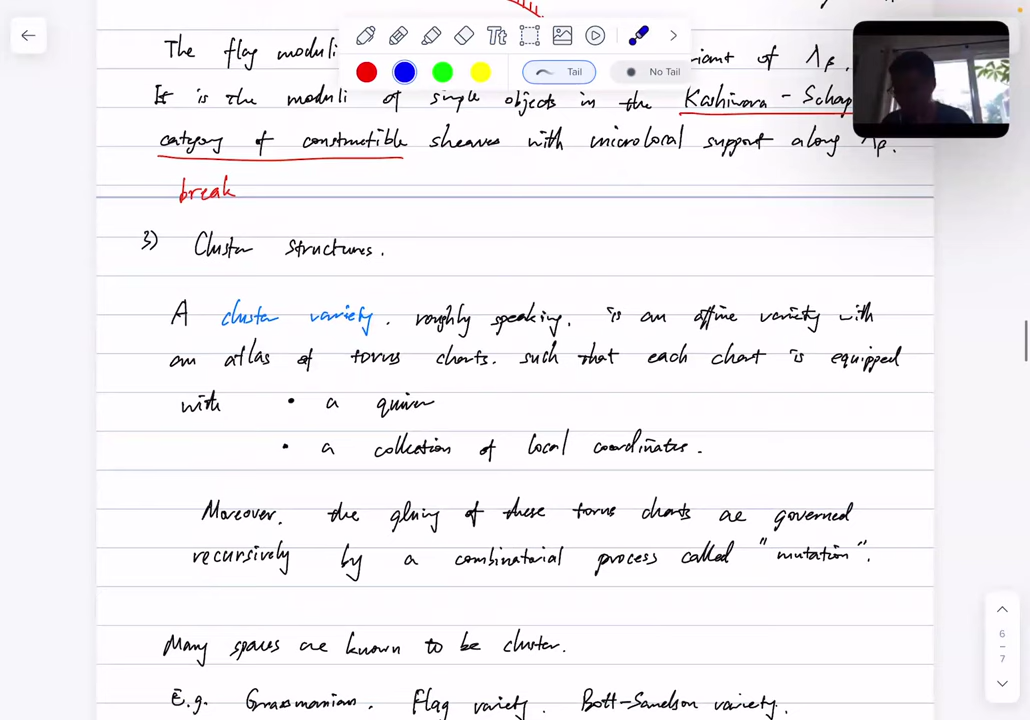 The flag moduli
Tt
of Λβ.
Tail
No Tail
It is the moduli of simple objects in the Kashiwara - Schap
category of constructible sheaves with microlocal support along Λβ.
break
3) Cluster structures.
A cluster variety, roughly speaking, is an affine variety with
an atlas of torus charts. such that each chart is equipped
with • a quiver
• a collection of local coordinates.
Moreover, the gluing of these torus charts are governed
recursively by a combinatorial process called "mutation".
6
7
Many spaces are known to be cluster.
E.g. Grassmannian. Flag variety. Bott-Samelson variety.